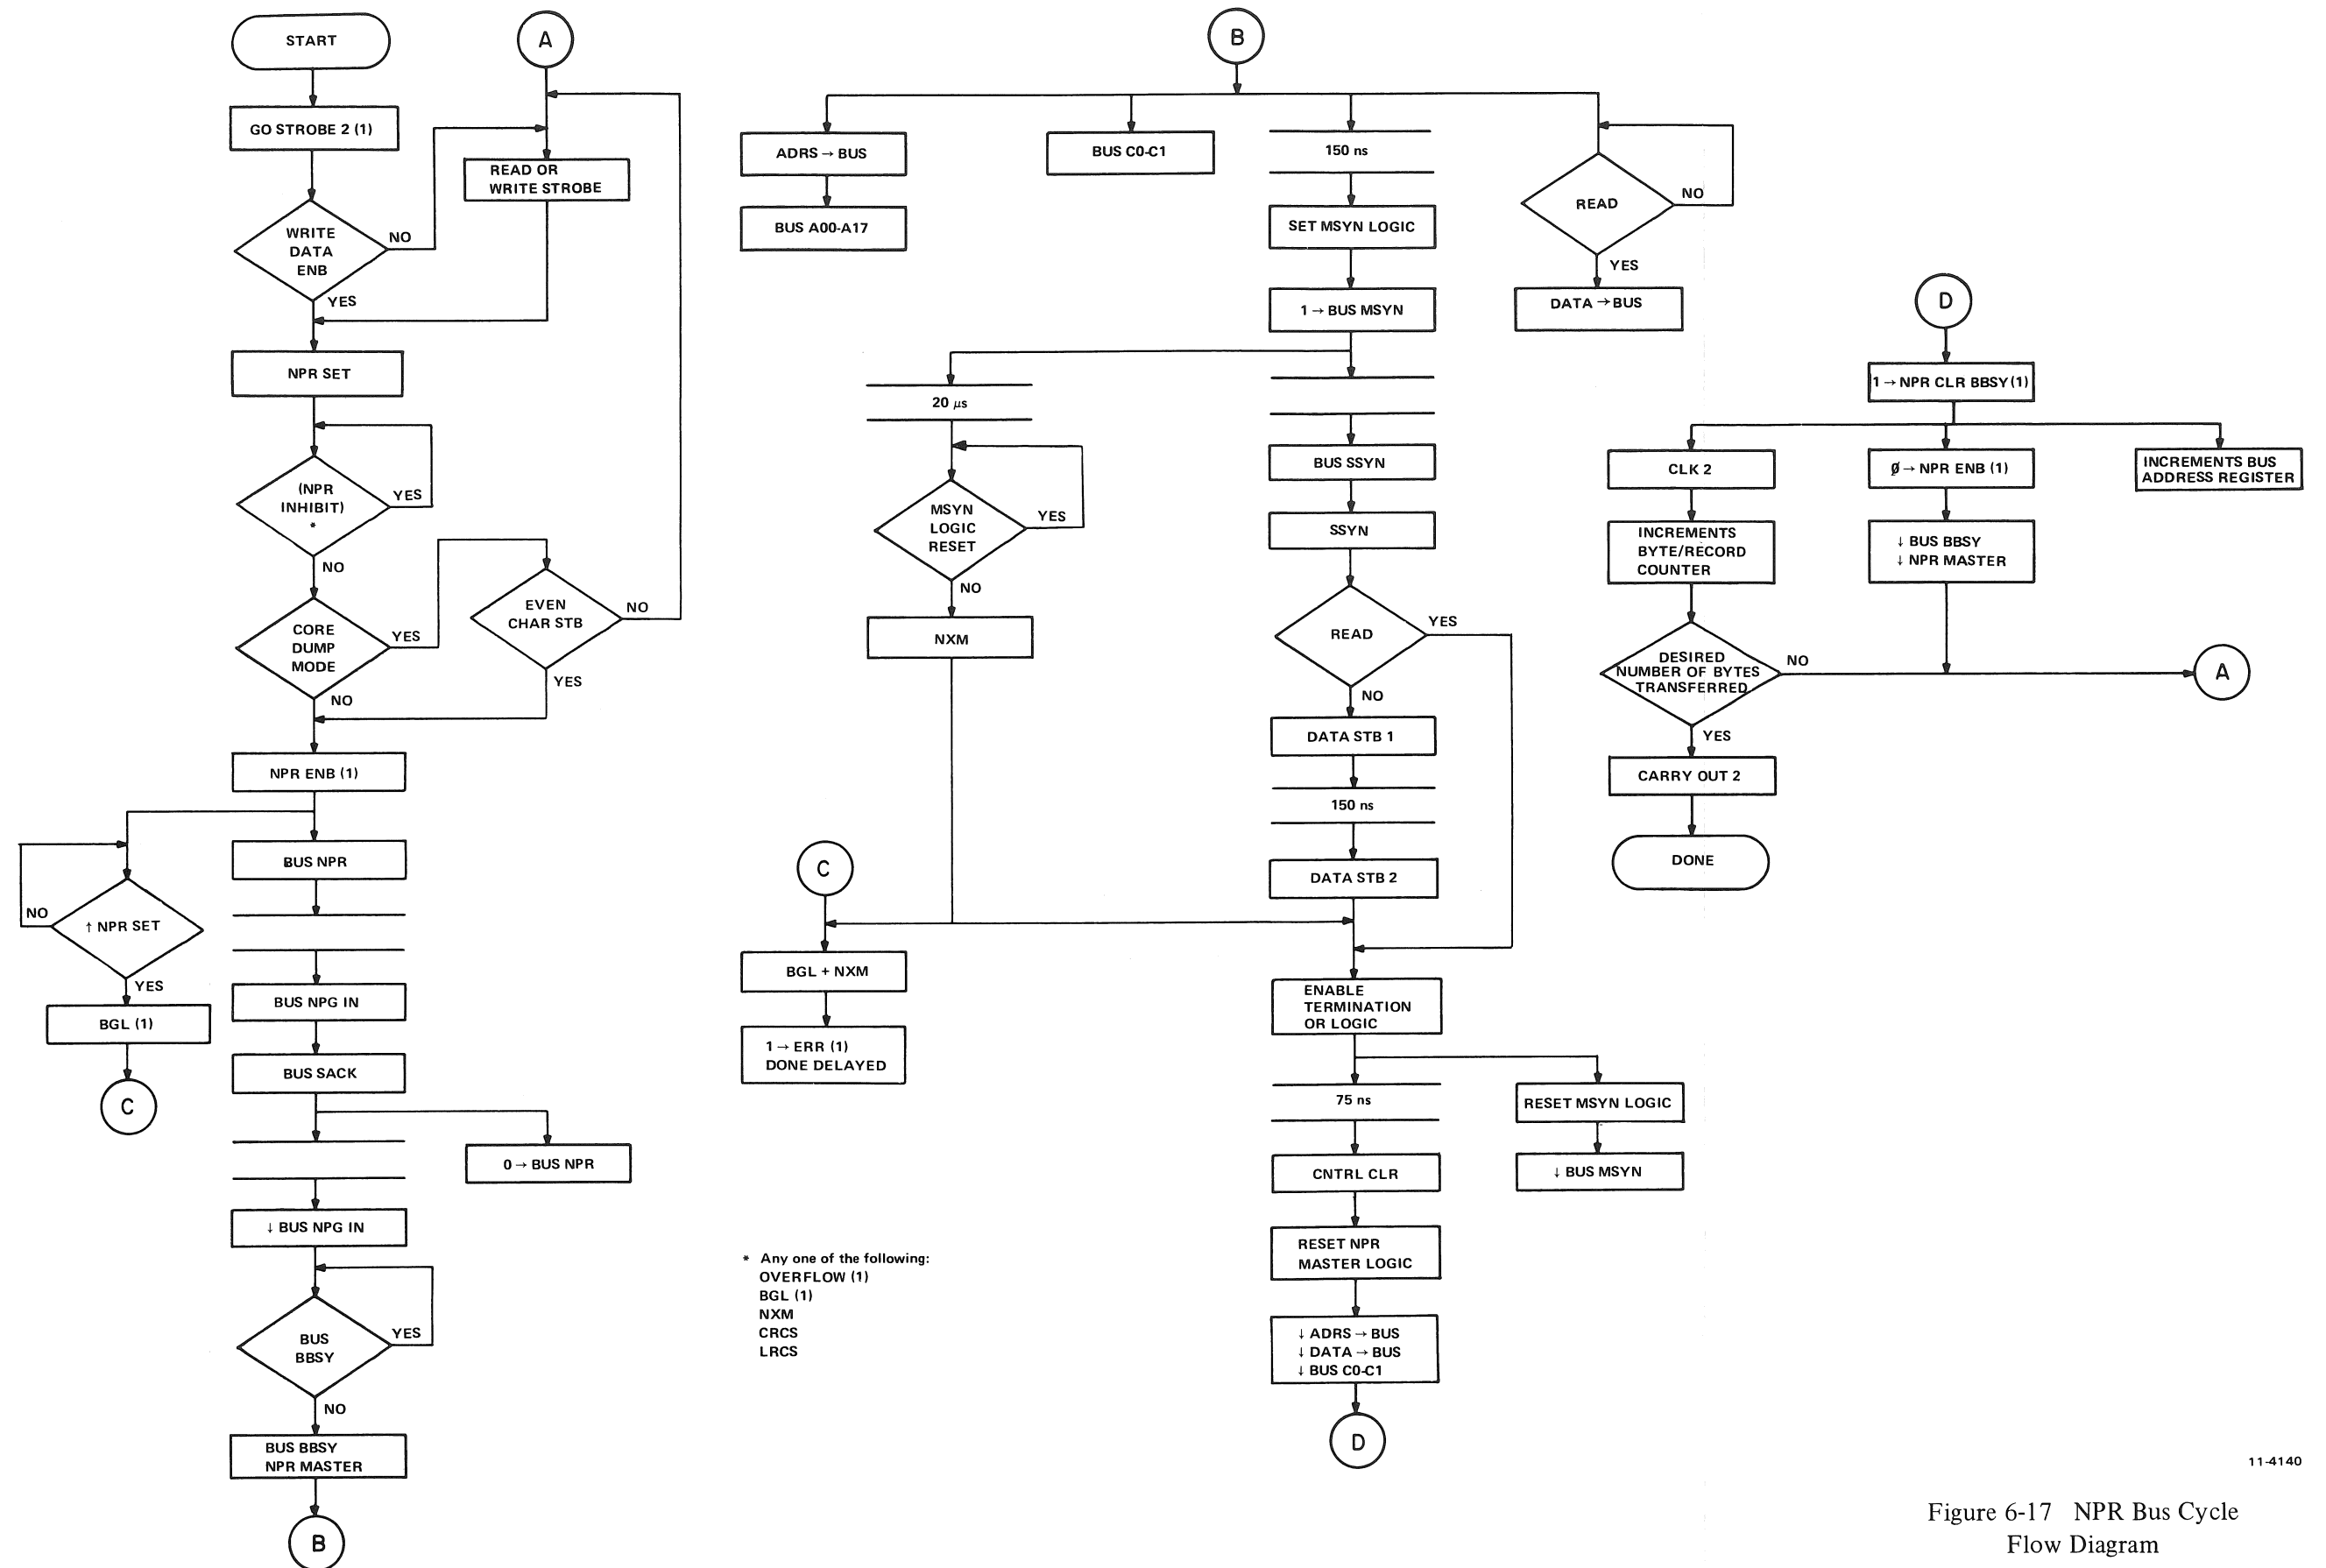 START
GO STROBE 2 (1)
WRITE
DATA
ENB
NO
YES
A
READ OR
WRITE STROBE
NPR SET
(NPR
INHIBIT)
*
YES
NO
CORE
DUMP
MODE
YES
NO
EVEN
CHAR STB
NO
YES
NPR ENB (1)
↑ NPR SET
NO
YES
BGL (1)
C
BUS NPR
BUS NPG IN
BUS SACK
0 → BUS NPR
↓ BUS NPG IN
BUS
BBSY
YES
NO
BUS BBSY
NPR MASTER
B
B
ADRS → BUS
BUS A00-A17
BUS C0-C1
150 ns
SET MSYN LOGIC
1 → BUS MSYN
READ
NO
YES
DATA → BUS
20 μs
MSYN
LOGIC
RESET
YES
NO
NXM
BUS SSYN
SSYN
READ
YES
NO
DATA STB 1
150 ns
DATA STB 2
C
BGL + NXM
1 → ERR (1)
DONE DELAYED
ENABLE
TERMINATION
OR LOGIC
75 ns
RESET MSYN LOGIC
↓ BUS MSYN
CNTRL CLR
RESET NPR
MASTER LOGIC
↓ ADRS → BUS
↓ DATA → BUS
↓ BUS C0-C1
D
* Any one of the following:
OVERFLOW (1)
BGL (1)
NXM
CRCS
LRCS
D
1 → NPR CLR BBSY (1)
CLK 2
INCREMENTS
BYTE/RECORD
COUNTER
DESIRED
NUMBER OF BYTES
TRANSFERRED
NO
YES
CARRY OUT 2
DONE
Ø → NPR ENB (1)
↓ BUS BBSY
↓ NPR MASTER
INCREMENTS BUS
ADDRESS REGISTER
A
11-4140
Figure 6-17 NPR Bus Cycle
Flow Diagram